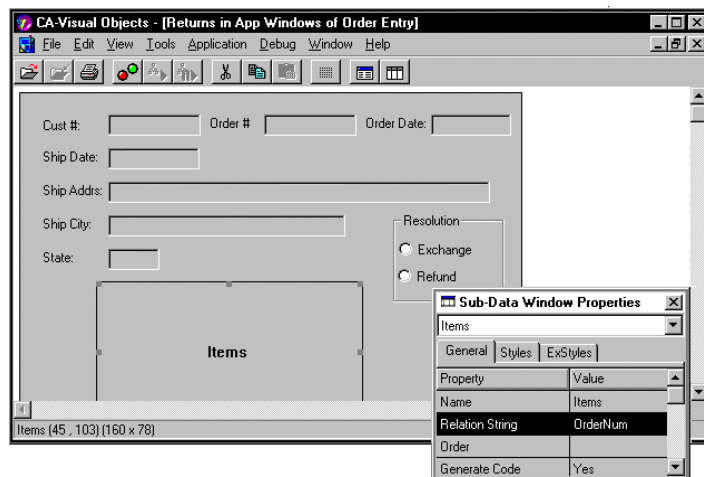 CA-Visual Objects - [Returns in App Windows of Order Entry]
File Edit View Tools Application Debug Window Help
Cust #: Order # Order Date:
Ship Date:
Ship Addrs:
Ship City:
Resolution
Exchange
State:
Refund
Items
Sub-Data Window Properties
Items
General Styles ExStyles
Property Value
Name Items
Relation String OrderNum
Order
Generate Code Yes
Items (45 , 103) (160 x 78)